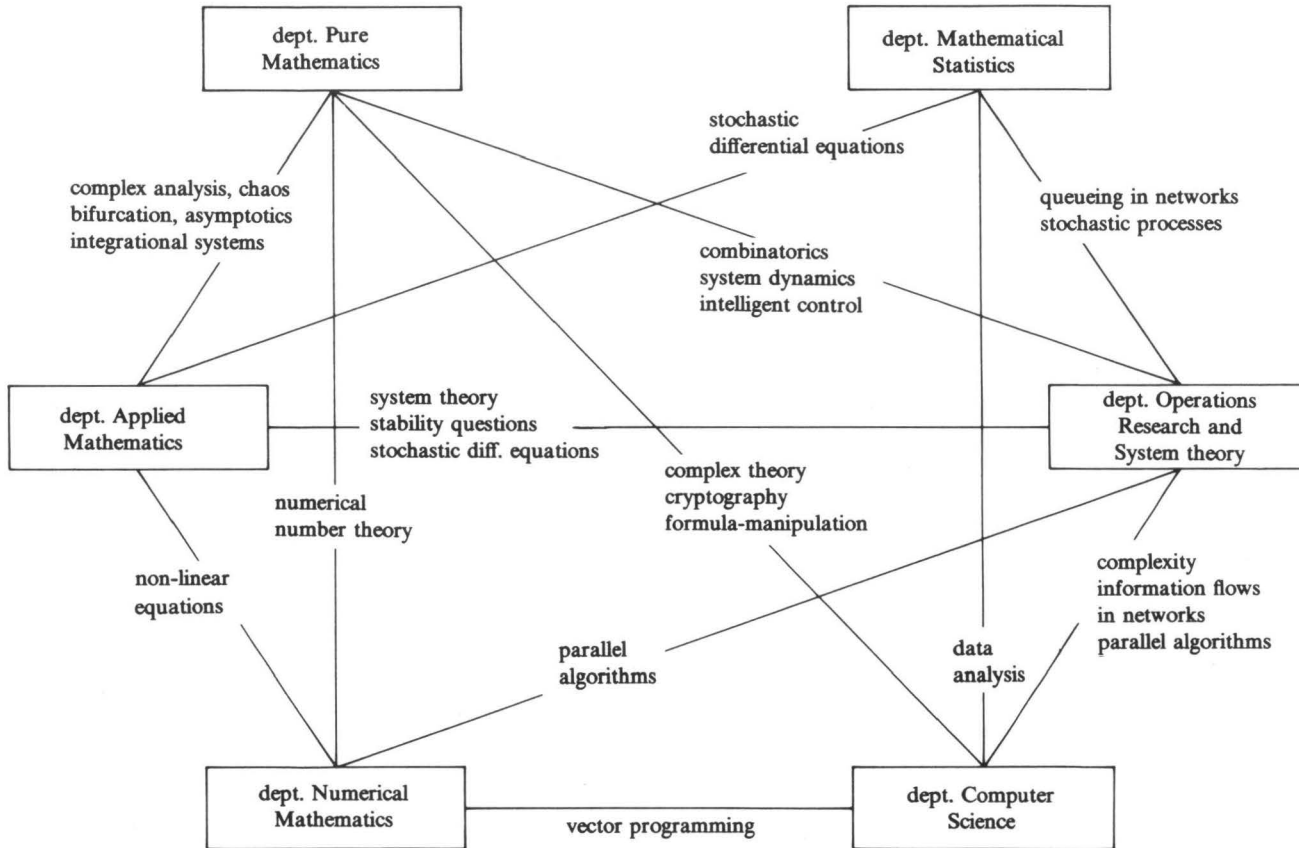 dept. Pure
Mathematics
dept. Mathematical
Statistics
stochastic
differential equations
complex analysis, chaos
bifurcation, asymptotics
integrational systems
queueing in networks
stochastic processes
combinatorics
system dynamics
intelligent control
dept. Applied
Mathematics
system theory
stability questions
stochastic diff. equations
dept. Operations
Research and
System theory
complex theory
cryptography
formula-manipulation
numerical
number theory
non-linear
equations
complexity
information flows
in networks
parallel algorithms
parallel
algorithms
data
analysis
dept. Numerical
Mathematics
vector programming
dept. Computer
Science